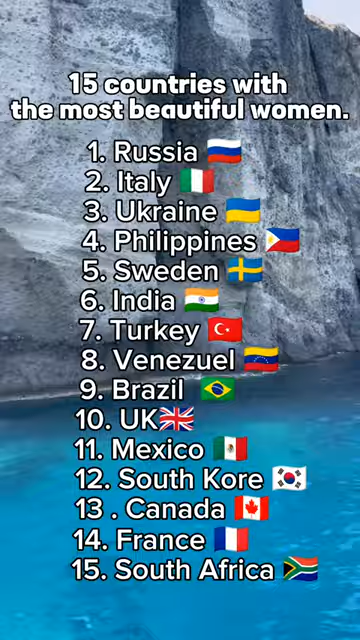 15 countries with
the most beautiful women.
1. Russia 🇷🇺
2. Italy 🇮🇹
3. Ukraine 🇺🇦
4. Philippines 🇵🇭
5. Sweden 🇸🇪
6. India 🇮🇳
7. Turkey 🇹🇷
8. Venezuel 🇻🇪
9. Brazil 🇧🇷
10. UK🇬🇧
11. Mexico 🇲🇽
12. South Kore 🇰🇷
13 . Canada 🇨🇦
14. France 🇫🇷
15. South Africa 🇿🇦